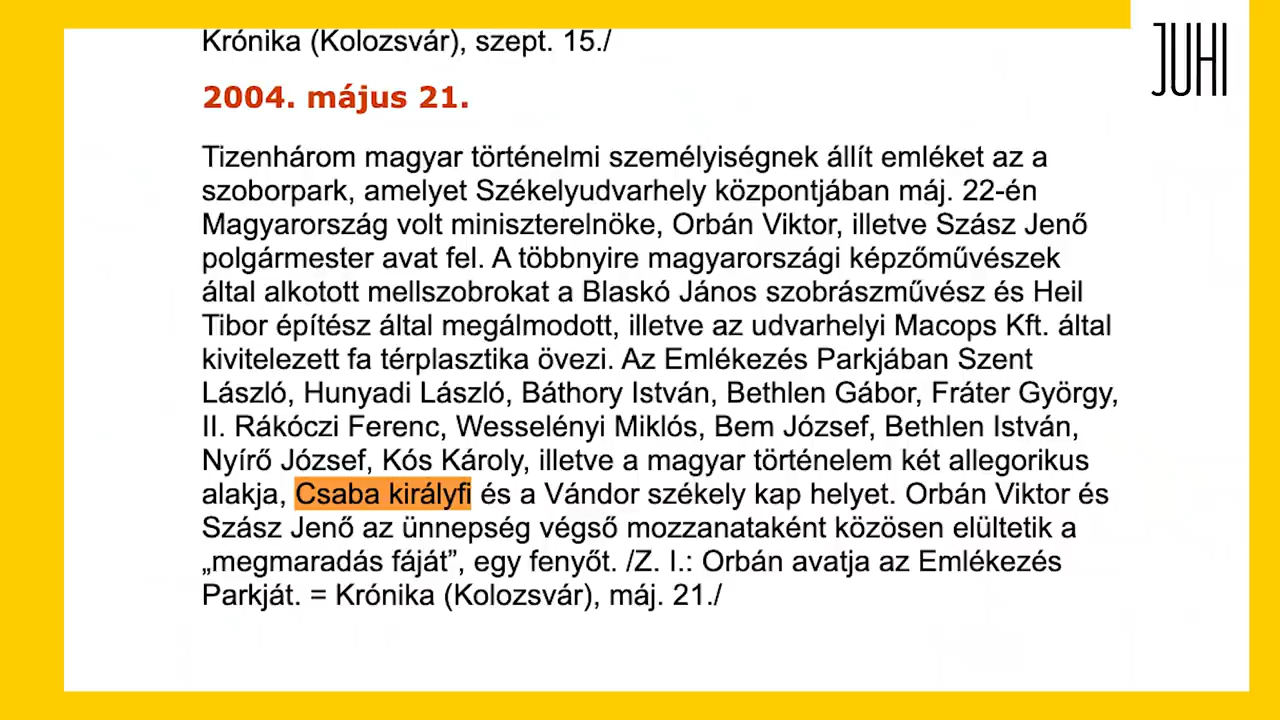 JUHI
Krónika (Kolozsvár), szept. 15./
2004. május 21.
Tizenhárom magyar történelmi személyiségnek állít emléket az a
szoborpark, amelyet Székelyudvarhely központjában máj. 22-én
Magyarország volt miniszterelnöke, Orbán Viktor, illetve Szász Jenő
polgármester avat fel. A többnyire magyarországi képzőművészek
által alkotott mellszobrokat a Blaskó János szobrászművész és Heil
Tibor építész által megálmodott, illetve az udvarhelyi Macops Kft. által
kivitelezett fa térplasztika övezi. Az Emlékezés Parkjában Szent
László, Hunyadi László, Báthory István, Bethlen Gábor, Fráter György,
II. Rákóczi Ferenc, Wesselényi Miklós, Bem József, Bethlen István,
Nyírő József, Kós Károly, illetve a magyar történelem két allegorikus
alakja, Csaba királyfi és a Vándor székely kap helyet. Orbán Viktor és
Szász Jenő az ünnepség végső mozzanataként közösen elültetik a
„megmaradás fáját”, egy fenyőt. /Z. I.: Orbán avatja az Emlékezés
Parkját. = Krónika (Kolozsvár), máj. 21./